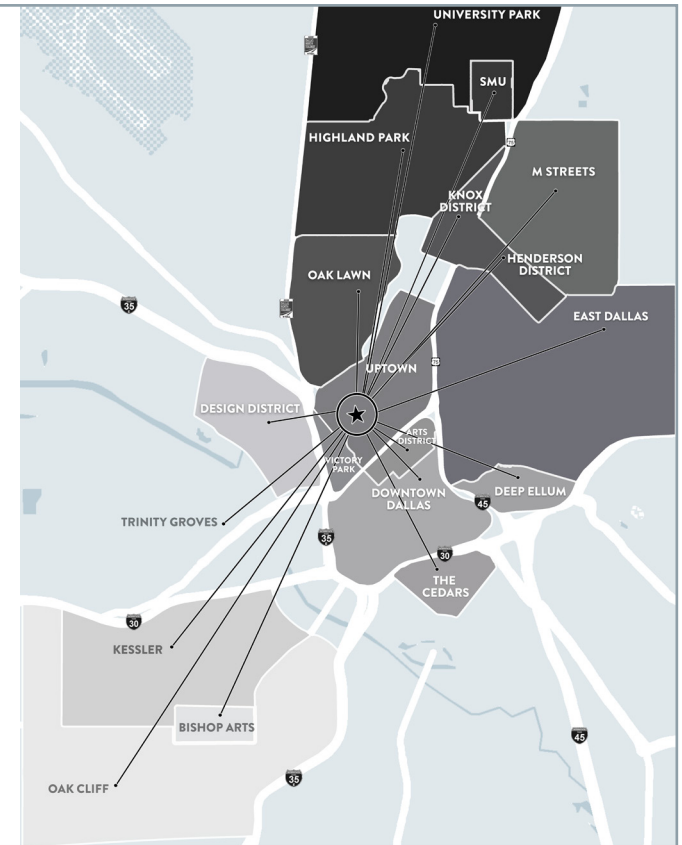 UNIVERSITY PARK
SMU
HIGHLAND PARK
75
M STREETS
KNOX
DISTRICT
HENDERSON
DISTRICT
OAK LAWN
35
EAST DALLAS
75
UPTOWN
DESIGN DISTRICT
ARTS
DISTRICT
VICTORY
PARK
DOWNTOWN
DALLAS
DEEP ELLUM
45
TRINITY GROVES
35
30
THE
CEDARS
30
KESSLER
BISHOP ARTS
45
35
OAK CLIFF